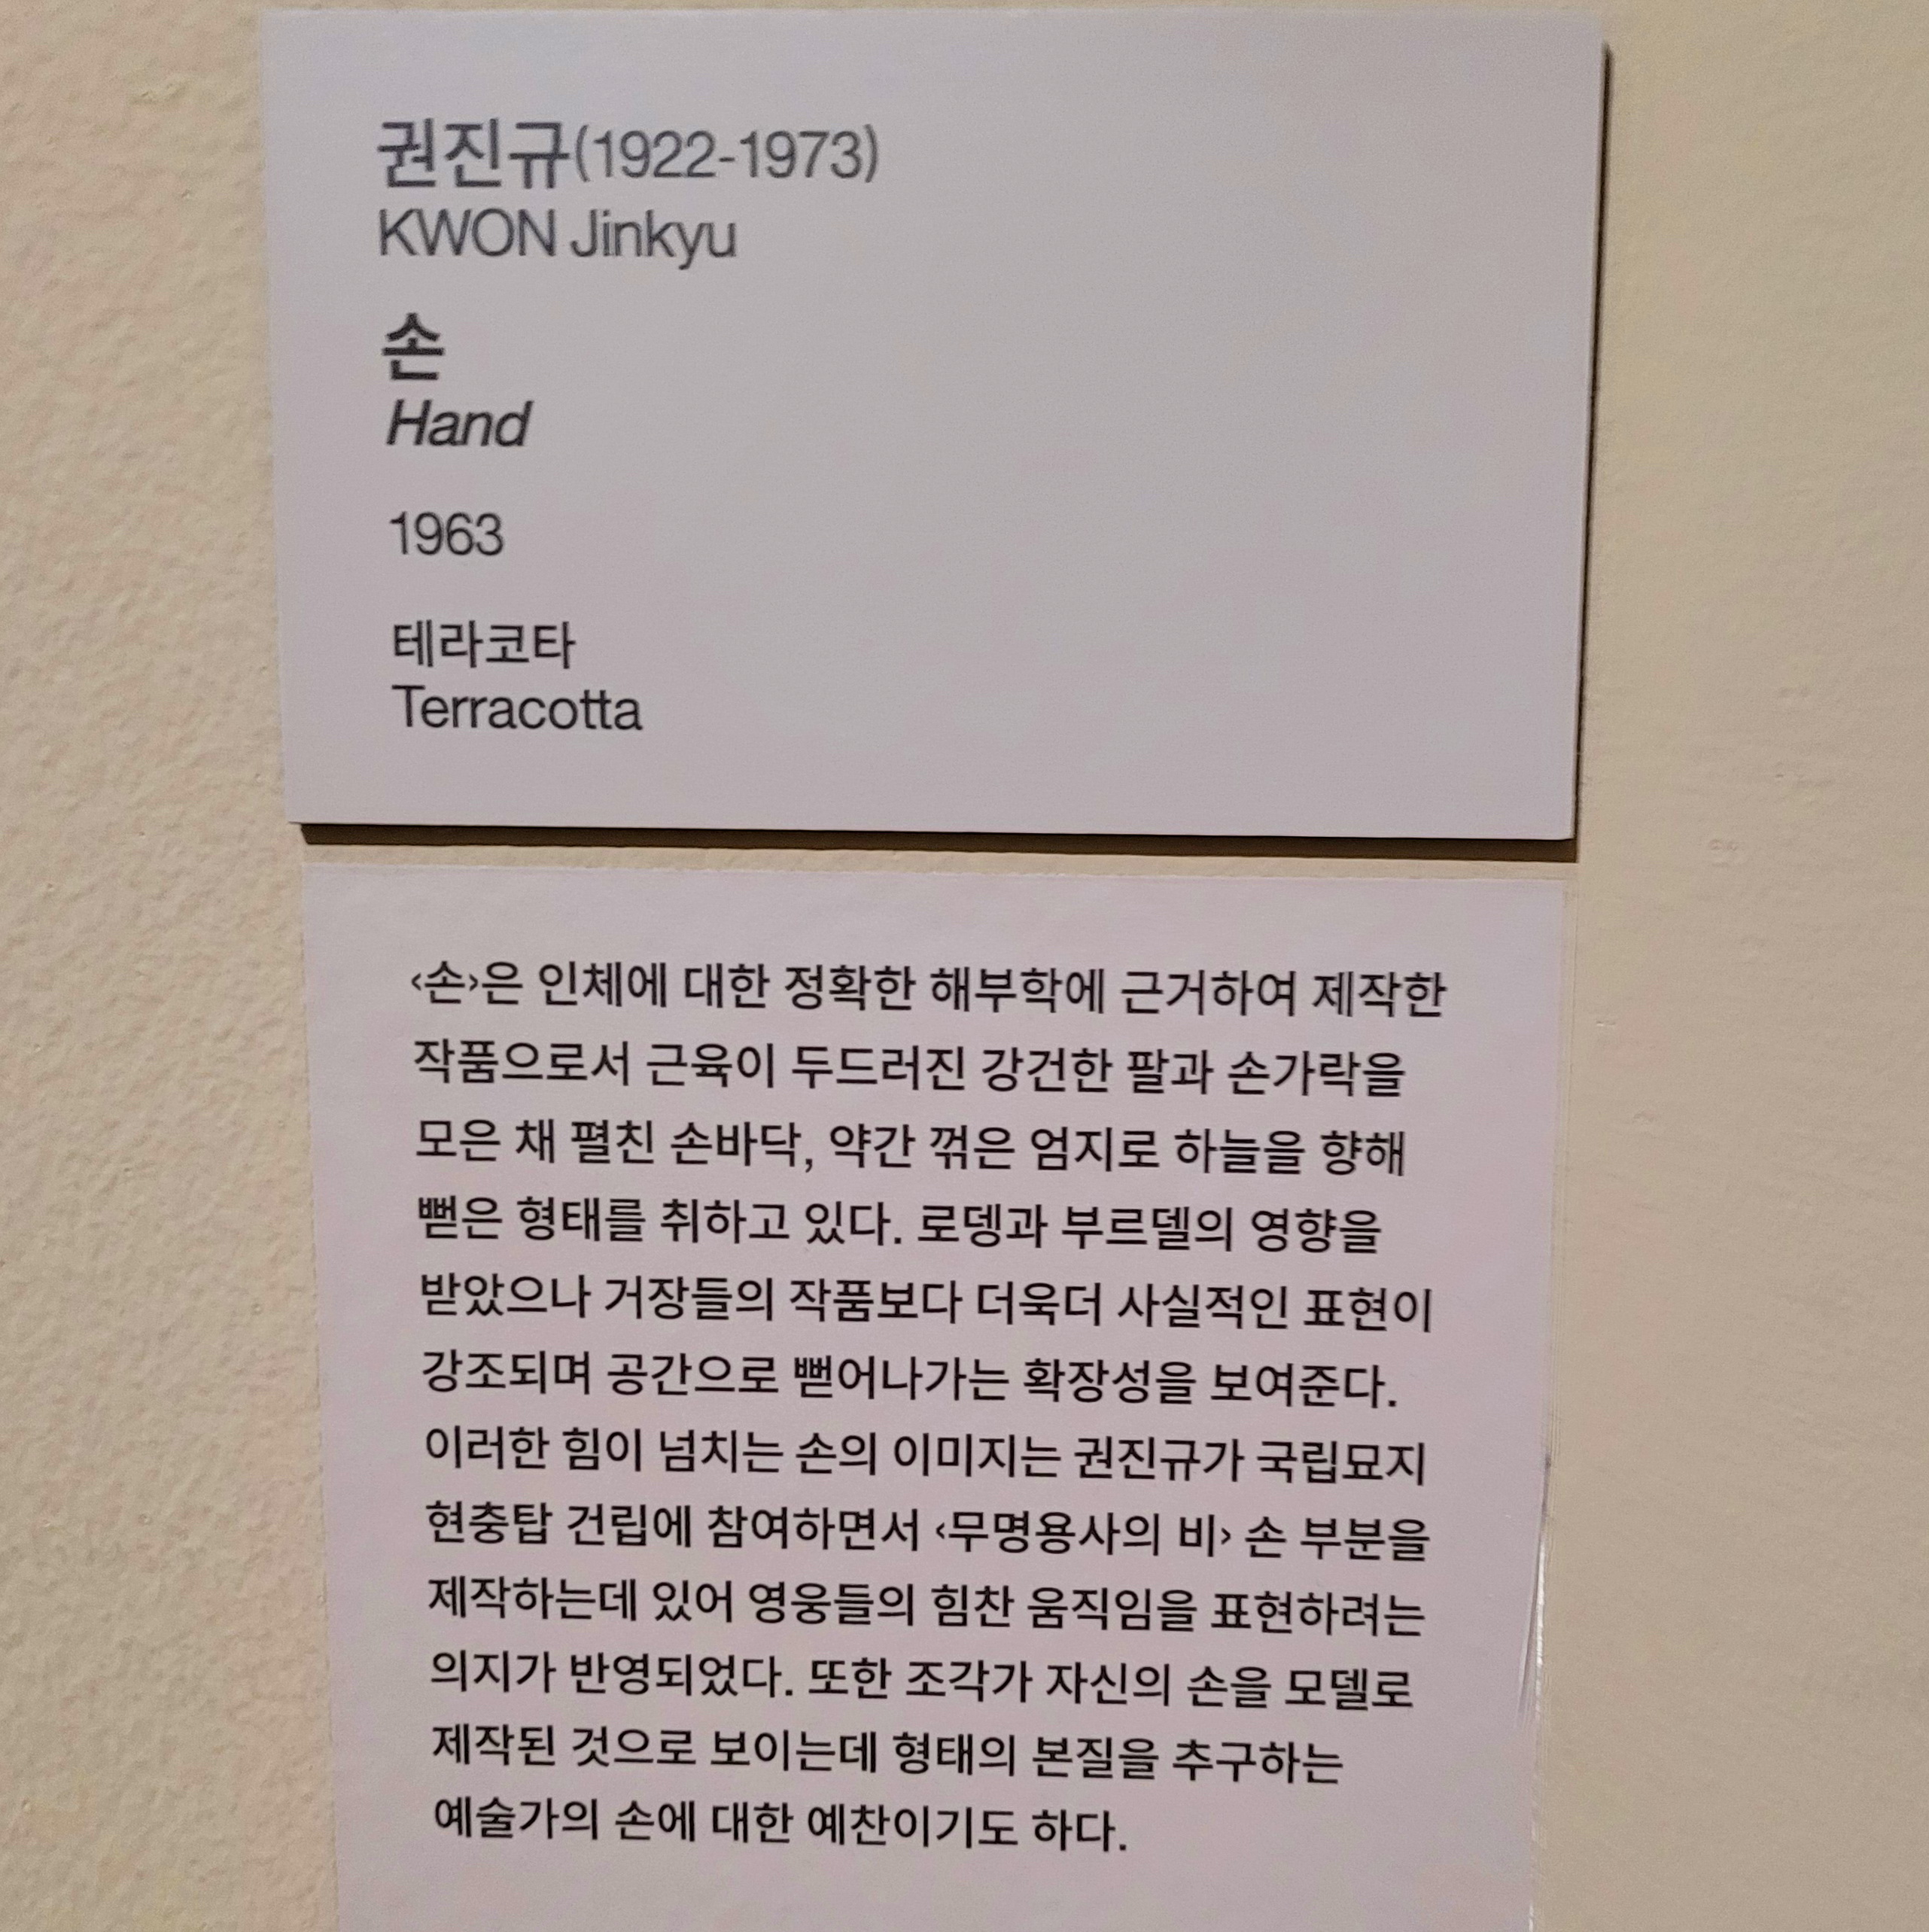 권진규(1922-1973)
KWON Jinkyu
손
Hand
1963
테라코타
Terracotta
‹손›은 인체에 대한 정확한 해부학에 근거하여 제작한
작품으로서 근육이 두드러진 강건한 팔과 손가락을
모은 채 펼친 손바닥, 약간 꺾은 엄지로 하늘을 향해
뻗은 형태를 취하고 있다. 로뎅과 부르델의 영향을
받았으나 거장들의 작품보다 더욱더 사실적인 표현이
강조되며 공간으로 뻗어나가는 확장성을 보여준다.
이러한 힘이 넘치는 손의 이미지는 권진규가 국립묘지
현충탑 건립에 참여하면서 ‹무명용사의 비› 손 부분을
제작하는데 있어 영웅들의 힘찬 움직임을 표현하려는
의지가 반영되었다. 또한 조각가 자신의 손을 모델로
제작된 것으로 보이는데 형태의 본질을 추구하는
예술가의 손에 대한 예찬이기도 하다.